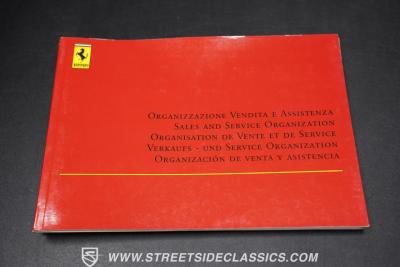 Ferrari
Organizzazione Vendita e Assistenza
Sales and Service Organization
Organisation de Vente et de Service
Verkaufs - und Service Organization
Organización de venta y asistencia
WWW.STREETSIDECLASSICS.COM